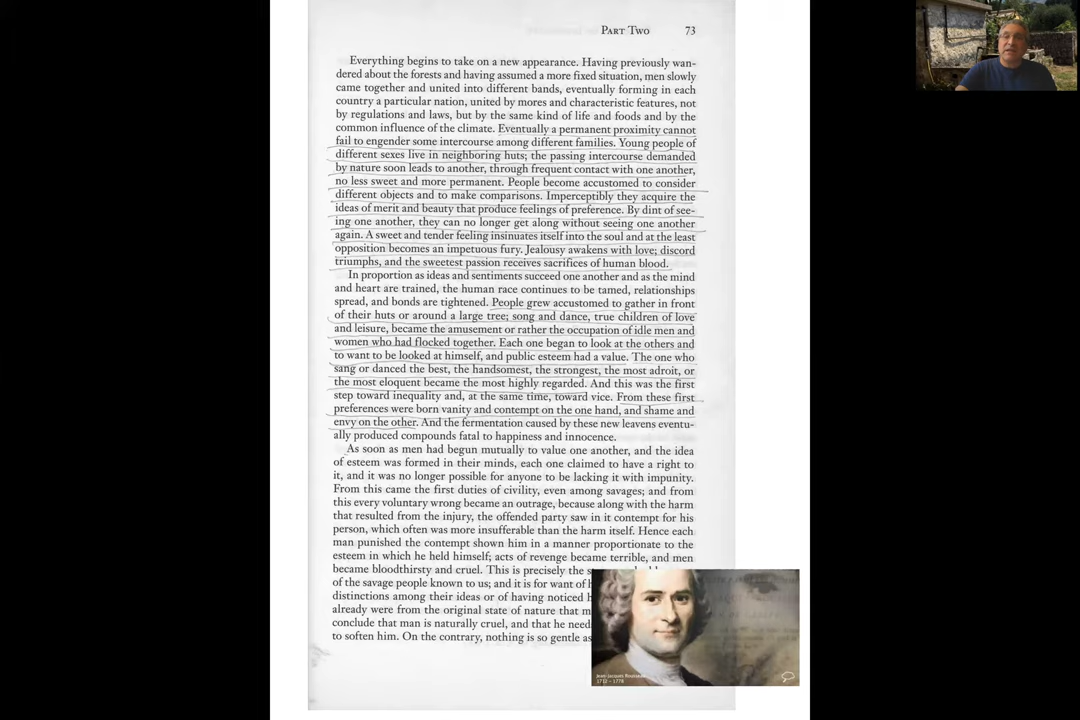 PART TWO 73
Everything begins to take on a new appearance. Having previously wan-
dered about the forests and having assumed a more fixed situation, men slowly
came together and united into different bands, eventually forming in each
country a particular nation, united by mores and characteristic features, not
by regulations and laws, but by the same kind of life and foods and by the
common influence of the climate. Eventually a permanent proximity cannot
fail to engender some intercourse among different families. Young people of
different sexes live in neighboring huts; the passing intercourse demanded
by nature soon leads to another, through frequent contact with one another,
no less sweet and more permanent. People become accustomed to consider
different objects and to make comparisons. Imperceptibly they acquire the
ideas of merit and beauty that produce feelings of preference. By dint of see-
ing one another, they can no longer get along without seeing one another
again. A sweet and tender feeling insinuates itself into the soul and at the least
opposition becomes an impetuous fury. Jealousy awakens with love; discord
triumphs, and the sweetest passion receives sacrifices of human blood.
In proportion as ideas and sentiments succeed one another and as the mind
and heart are trained, the human race continues to be tamed, relationships
spread, and bonds are tightened. People grew accustomed to gather in front
of their huts or around a large tree; song and dance, true children of love
and leisure, became the amusement or rather the occupation of idle men and
women who had flocked together. Each one began to look at the others and
to want to be looked at himself, and public esteem had a value. The one who
sang or danced the best, the handsomest, the strongest, the most adroit, or
the most eloquent became the most highly regarded. And this was the first
step toward inequality and, at the same time, toward vice. From these first
preferences were born vanity and contempt on the one hand, and shame and
envy on the other. And the fermentation caused by these new leavens eventu-
ally produced compounds fatal to happiness and innocence.
As soon as men had begun mutually to value one another, and the idea
of esteem was formed in their minds, each one claimed to have a right to
it, and it was no longer possible for anyone to be lacking it with impunity.
From this came the first duties of civility, even among savages; and from
this every voluntary wrong became an outrage, because along with the harm
that resulted from the injury, the offended party saw in it contempt for his
person, which often was more insufferable than the harm itself. Hence each
man punished the contempt shown him in a manner proportionate to the
esteem in which he held himself; acts of revenge became terrible, and men
became bloodthirsty and cruel. This is precisely the
of the savage people known to us; and it is for want of
distinctions among their ideas or of having noticed
already were from the original state of nature that
conclude that man is naturally cruel, and that he
to soften him. On the contrary, nothing is so gentle as
Jean-Jacques Rousseau
1712 - 1778